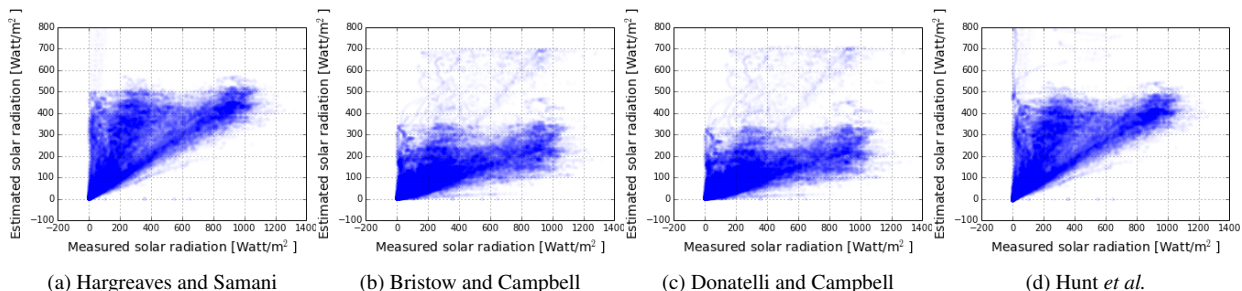 Estimated solar radiation [Watt/m²]
800
700
600
500
400
300
200
100
0
−100
−200 0 200 400 600 800 1000 1200 1400
Measured solar radiation [Watt/m²]
(a) Hargreaves and Samani
Estimated solar radiation [Watt/m²]
800
700
600
500
400
300
200
100
0
−100
−200 0 200 400 600 800 1000 1200 1400
Measured solar radiation [Watt/m²]
(b) Bristow and Campbell
Estimated solar radiation [Watt/m²]
800
700
600
500
400
300
200
100
0
−100
−200 0 200 400 600 800 1000 1200 1400
Measured solar radiation [Watt/m²]
(c) Donatelli and Campbell
Estimated solar radiation [Watt/m²]
800
700
600
500
400
300
200
100
0
−100
−200 0 200 400 600 800 1000 1200 1400
Measured solar radiation [Watt/m²]
(d) Hunt et al.